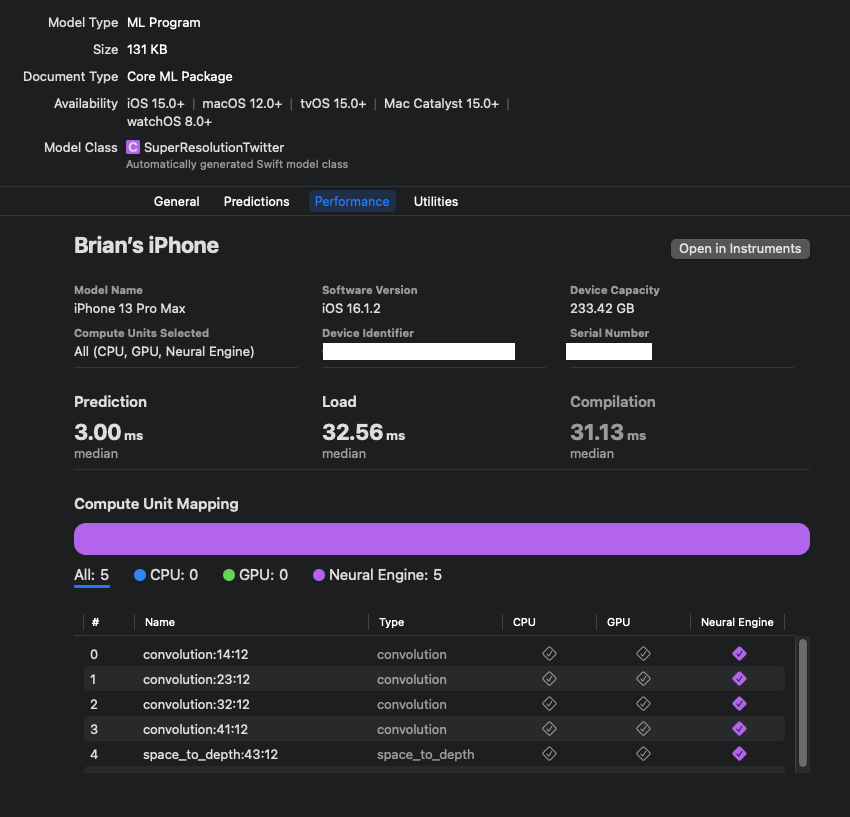 Model Type ML Program
Size 131 KB
Document Type Core ML Package
Availability iOS 15.0+ | macOS 12.0+ | tvOS 15.0+ | Mac Catalyst 15.0+ |
watchOS 8.0+
Model Class C SuperResolutionTwitter
Automatically generated Swift model class
General Predictions Performance Utilities
Brian’s iPhone Open in Instruments
Model Name Software Version Device Capacity
iPhone 13 Pro Max iOS 16.1.2 233.42 GB
Compute Units Selected Device Identifier Serial Number
All (CPU, GPU, Neural Engine)
Prediction Load Compilation
3.00 ms 32.56 ms 31.13 ms
median median median
Compute Unit Mapping
All: 5 CPU: 0 GPU: 0 Neural Engine: 5
# Name Type CPU GPU Neural Engine
0 convolution:14:12 convolution
1 convolution:23:12 convolution
2 convolution:32:12 convolution
3 convolution:41:12 convolution
4 space_to_depth:43:12 space_to_depth